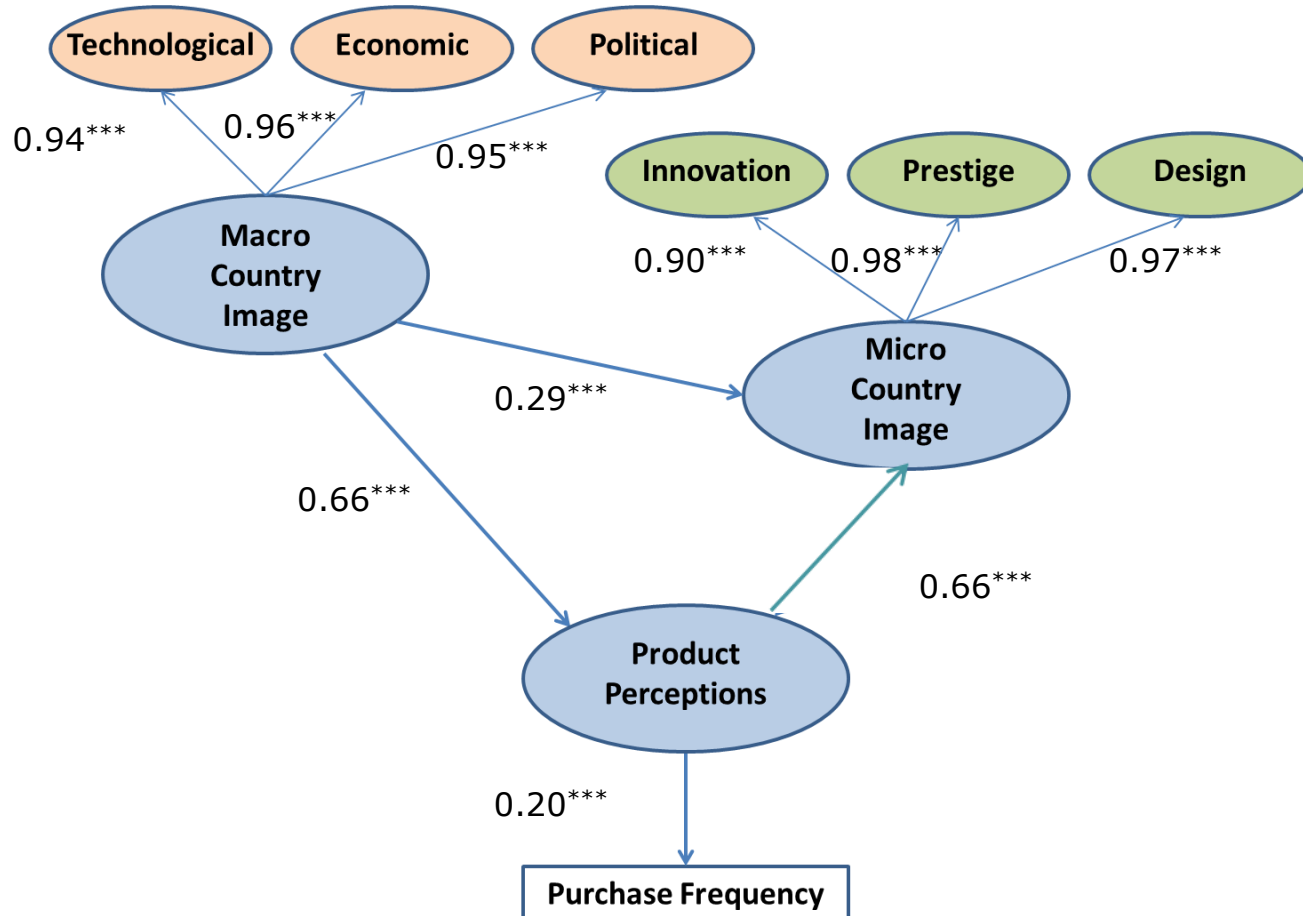 Technological
Economic
Political
0.94***
0.96***
0.95***
Innovation
Prestige
Design
Macro
Country
Image
0.90***
0.98***
0.97***
Micro
Country
Image
0.29***
0.66***
0.66***
Product
Perceptions
0.20***
Purchase Frequency